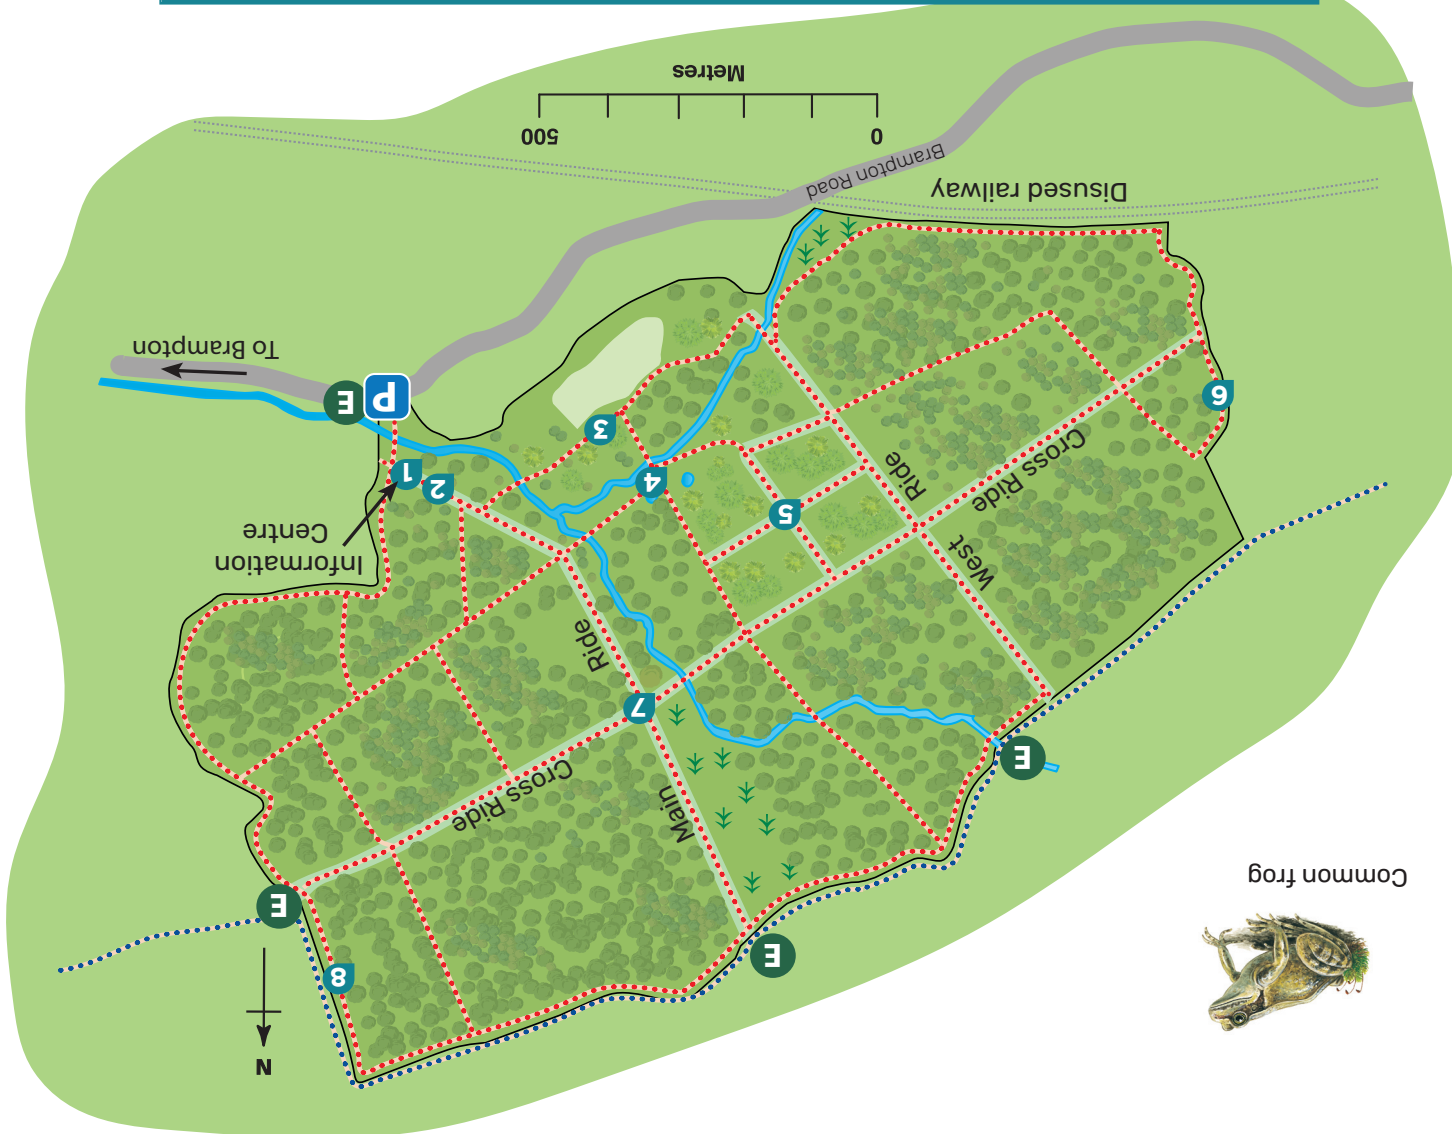 N
8
E
E
Common frog
E
Main
Cross Ride
7
Ride
West
Information
Centre
5
2
1
4
Ride
Cross Ride
3
6
P
E
To Brampton
Disused railway
Brampton Road
0 500
Metres